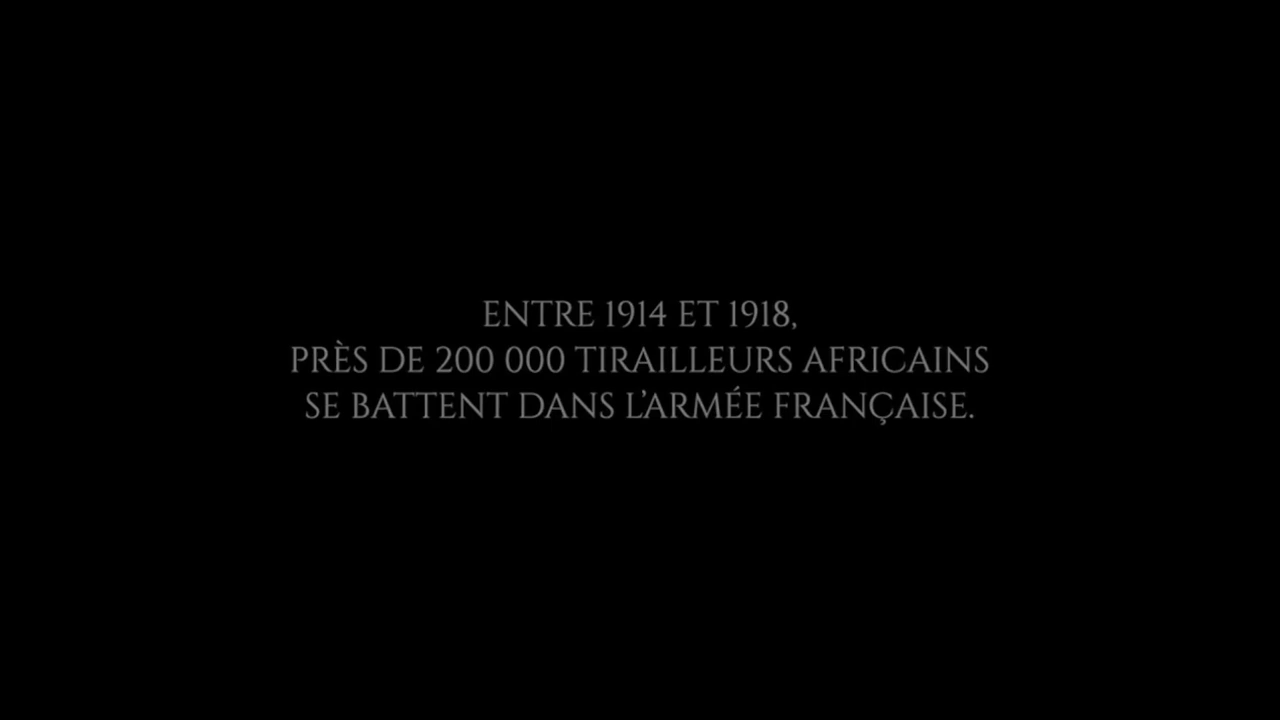 ENTRE 1914 ET 1918,
PRÈS DE 200 000 TIRAILLEURS AFRICAINS
SE BATTENT DANS L’ARMÉE FRANÇAISE.